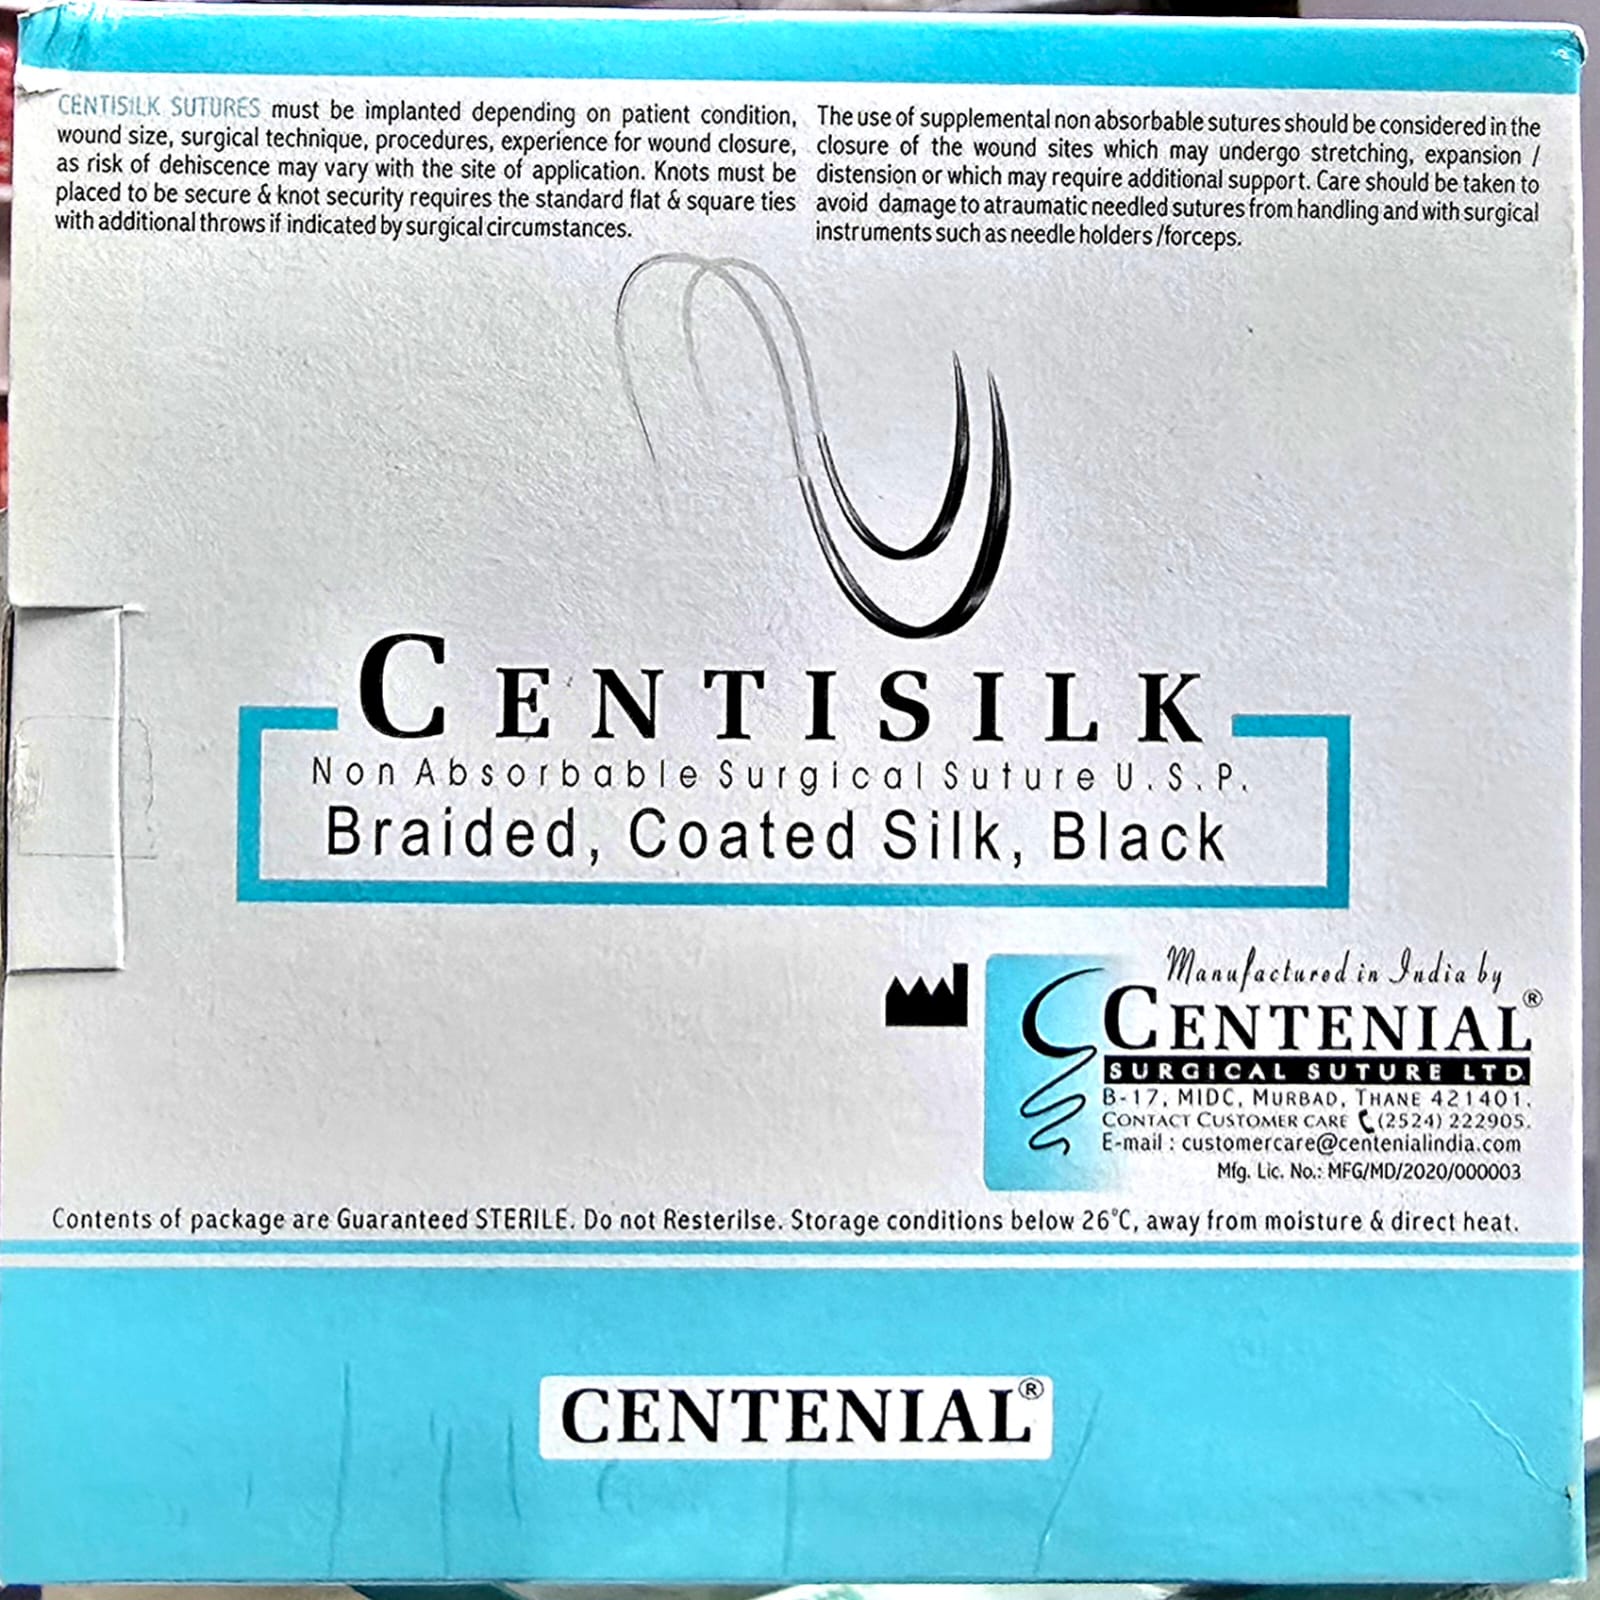 CENTISILK SUTURES must be implanted depending on patient condition,
wound size, surgical technique, procedures, experience for wound closure,
as risk of dehiscence may vary with the site of application. Knots must be
placed to be secure & knot security requires the standard flat & square ties
with additional throws if indicated by surgical circumstances.
The use of supplemental non absorbable sutures should be considered in the
closure of the wound sites which may undergo stretching, expansion /
distension or which may require additional support. Care should be taken to
avoid damage to atraumatic needled sutures from handling and with surgical
instruments such as needle holders /forceps.
CENTISILK
Non Absorbable Surgical Suture U.S.P.
Braided, Coated Silk, Black
Manufactured in India by
CENTENIAL®
SURGICAL SUTURE LTD.
B-17, MIDC, MURBAD, THANE 421401.
CONTACT CUSTOMER CARE (2524) 222905.
E-mail : customercare@centenialindia.com
Mfg. Lic. No.: MFG/MD/2020/000003
Contents of package are Guaranteed STERILE. Do not Resterilse. Storage conditions below 26°C, away from moisture & direct heat.
CENTENIAL®